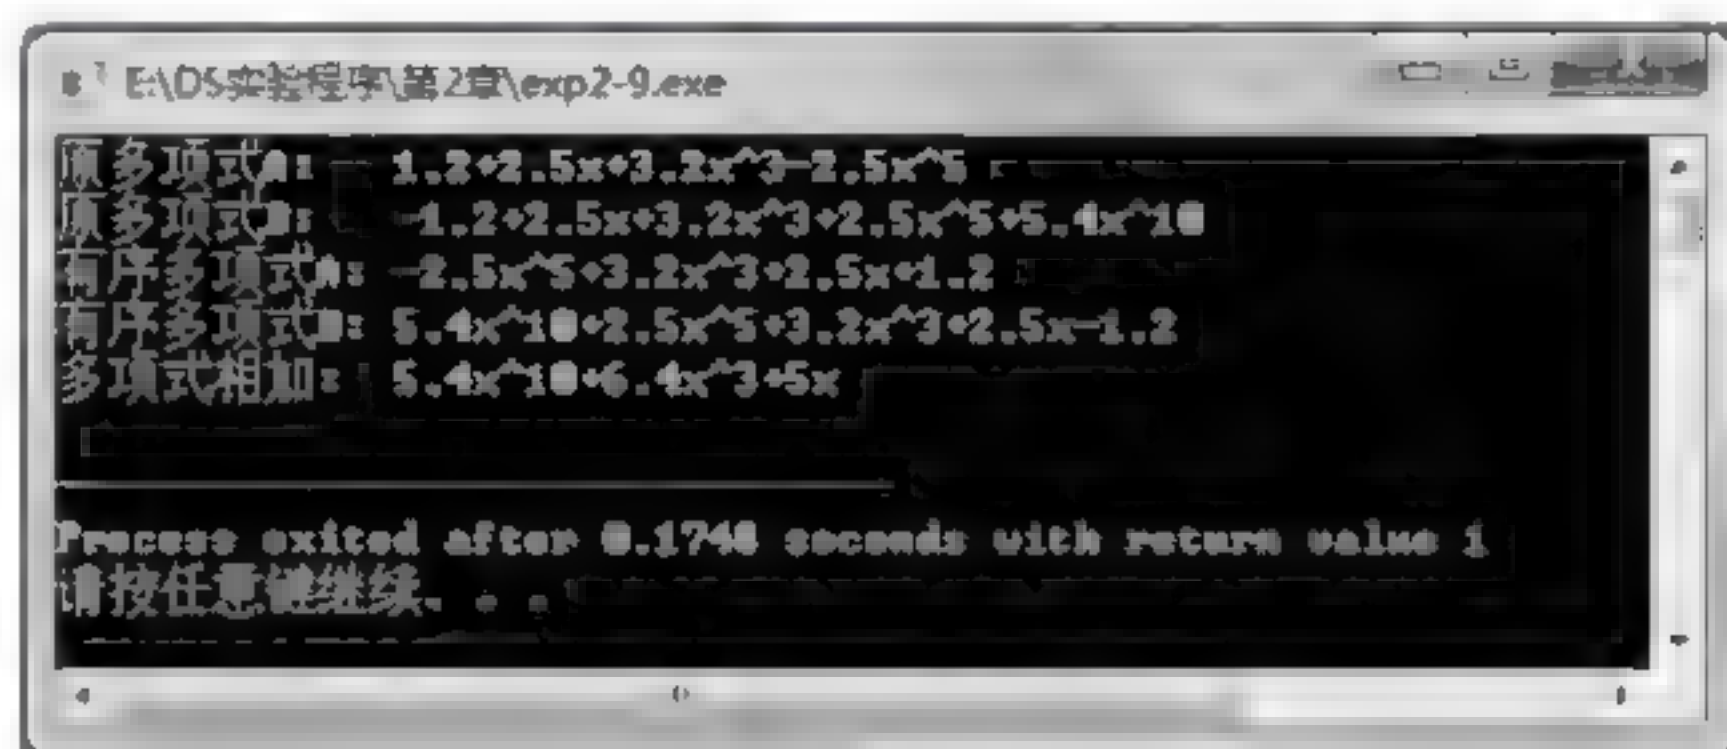 E:\DS实验程序\第2章\exp2-9.exe
原多项式A:   1.2+2.5x+3.2x^3-2.5x^5
原多项式B:   -1.2+2.5x+3.2x^3+2.5x^5+5.4x^10
有序多项式A: -2.5x^5+3.2x^3+2.5x+1.2
有序多项式B: 5.4x^10+2.5x^5+3.2x^3+2.5x-1.2
多项式相加:   5.4x^10+6.4x^3+5x
Process exited after 0.1748 seconds with return value 1
请按任意键继续. . .